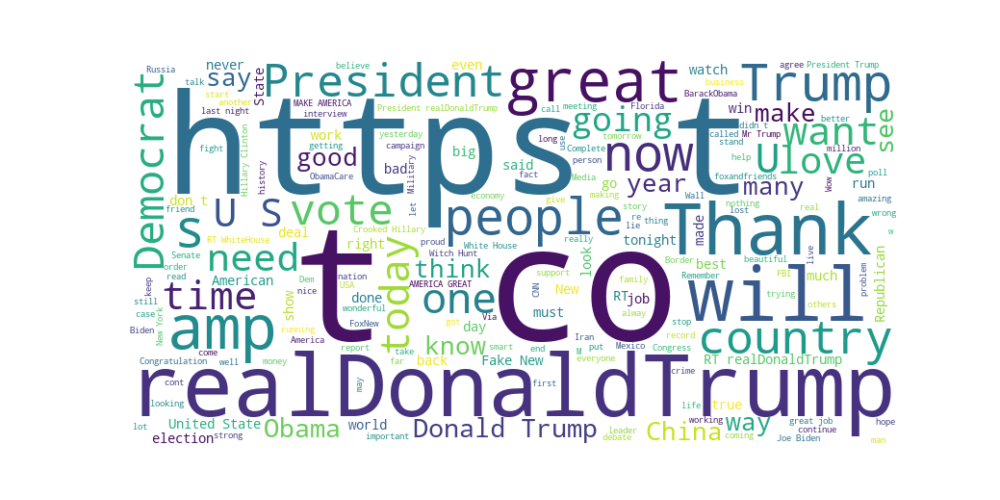 Russia
never
even
believe
watch
agree
President Trump
talk
say
State
President
great
Trump
business
Democrat
start
another
BarackObama
https t
last night
MAKE AMERICA
interview
President realDonaldTrump
call
meeting
Florida
win
make
better
going
didn t
work
yesterday
long
use
Complete
tomorrow
called
Mr Trump
want
see
fight
getting
campaign
big
said
person
now
stand
million
Hillary Clinton
good
ObamaCare
bad
fact
Media
help
U
love
poll
history
Military
go
year
foxandfriends
many
run
amazing
don t
economy
give
making
Wall
nothing
Wow
wrong
friend
s
U S
vote
let
people
story
made
lost
real
w
Crooked Hillary
re
thing
lie
Thank
RT WhiteHouse
deal
right
proud
White House
really
tonight
Senate
need
today
Witch Hunt
t co
look
Border
best
beautiful
live
order
American
nation
think
support
family
Remember
FBI
much
problem
Republican
read
Dem
USA
AMERICA GREAT
CNN
New
will
trying
keep
time
nice
done
one
RT
job
others
still
show
wonderful
Via
must
alway
case
amp
got
day
stop
country
Biden
New York
running
FoxNew
know
Iran
record
America
take
smart
end
M
put
Mexico
Congress
come
report
far
back
Fake New
everyone
RT realDonaldTrump
Congratulation
well
money
crime
cont
may
realDonaldTrump
first
life
looking
true
working
great job
lot
United State
Obama
world
Donald Trump
Leader
China
way
continue
hope
election
strong
important
debate
coming
Joe Biden
man